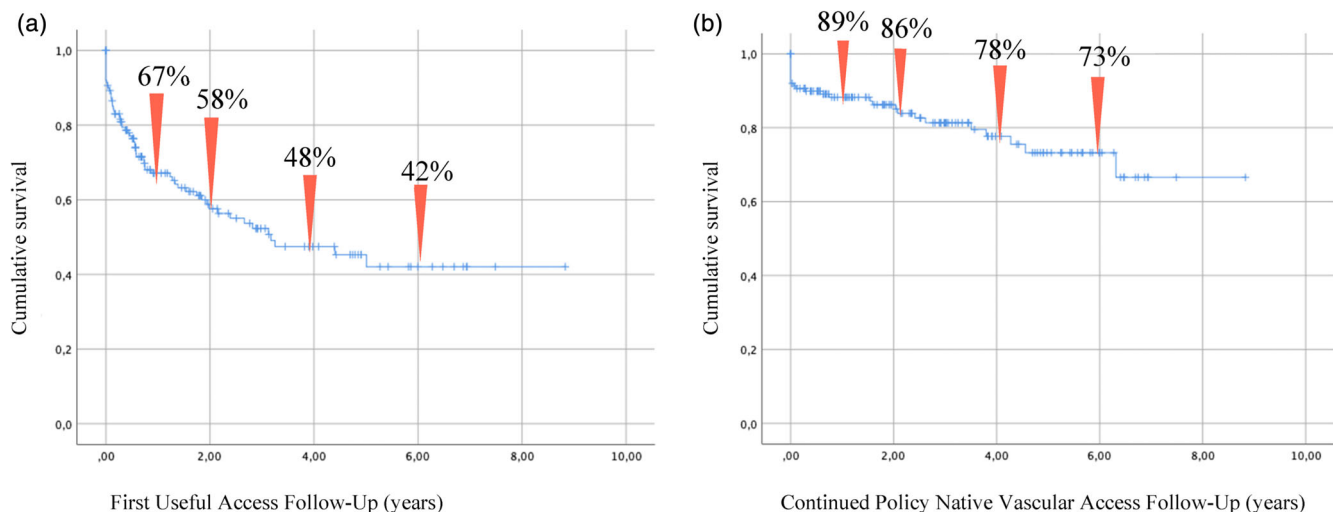 (a)
67%
58%
48%
42%
1,0
0,8
0,6
0,4
0,2
0,0
Cumulative survival
,00 2,00 4,00 6,00 8,00 10,00
First Useful Access Follow-Up (years)
(b)
89%
86%
78%
73%
1,0
0,8
0,6
0,4
0,2
0,0
Cumulative survival
,00 2,00 4,00 6,00 8,00 10,00
Continued Policy Native Vascular Access Follow-Up (years)